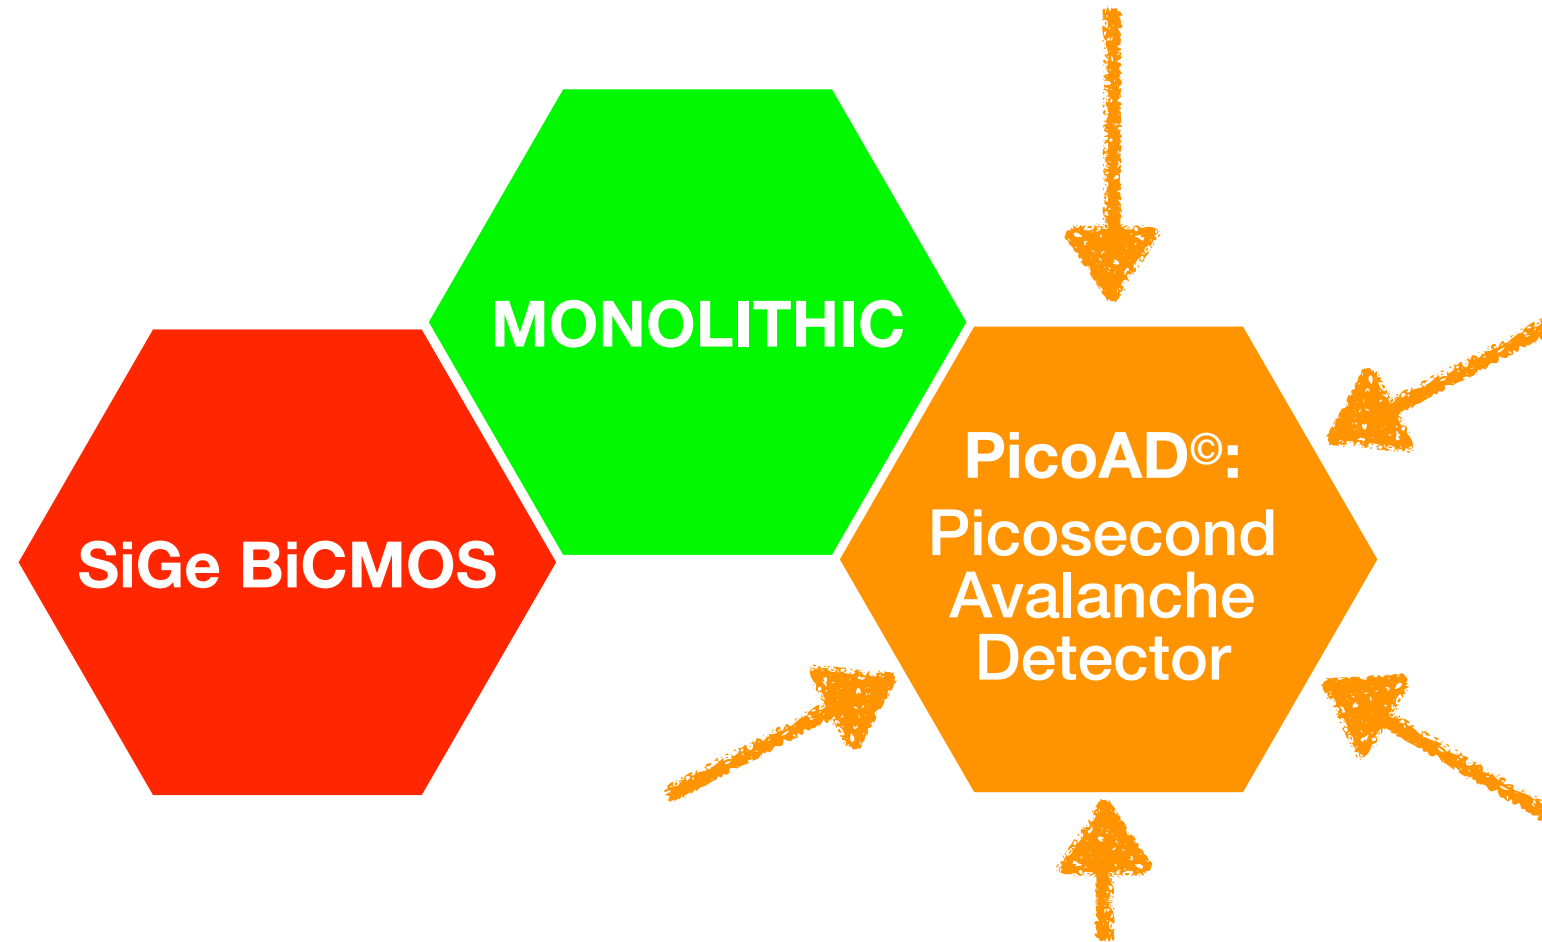 MONOLITHIC
SiGe BiCMOS
PicoAD©:
Picosecond
Avalanche
Detector